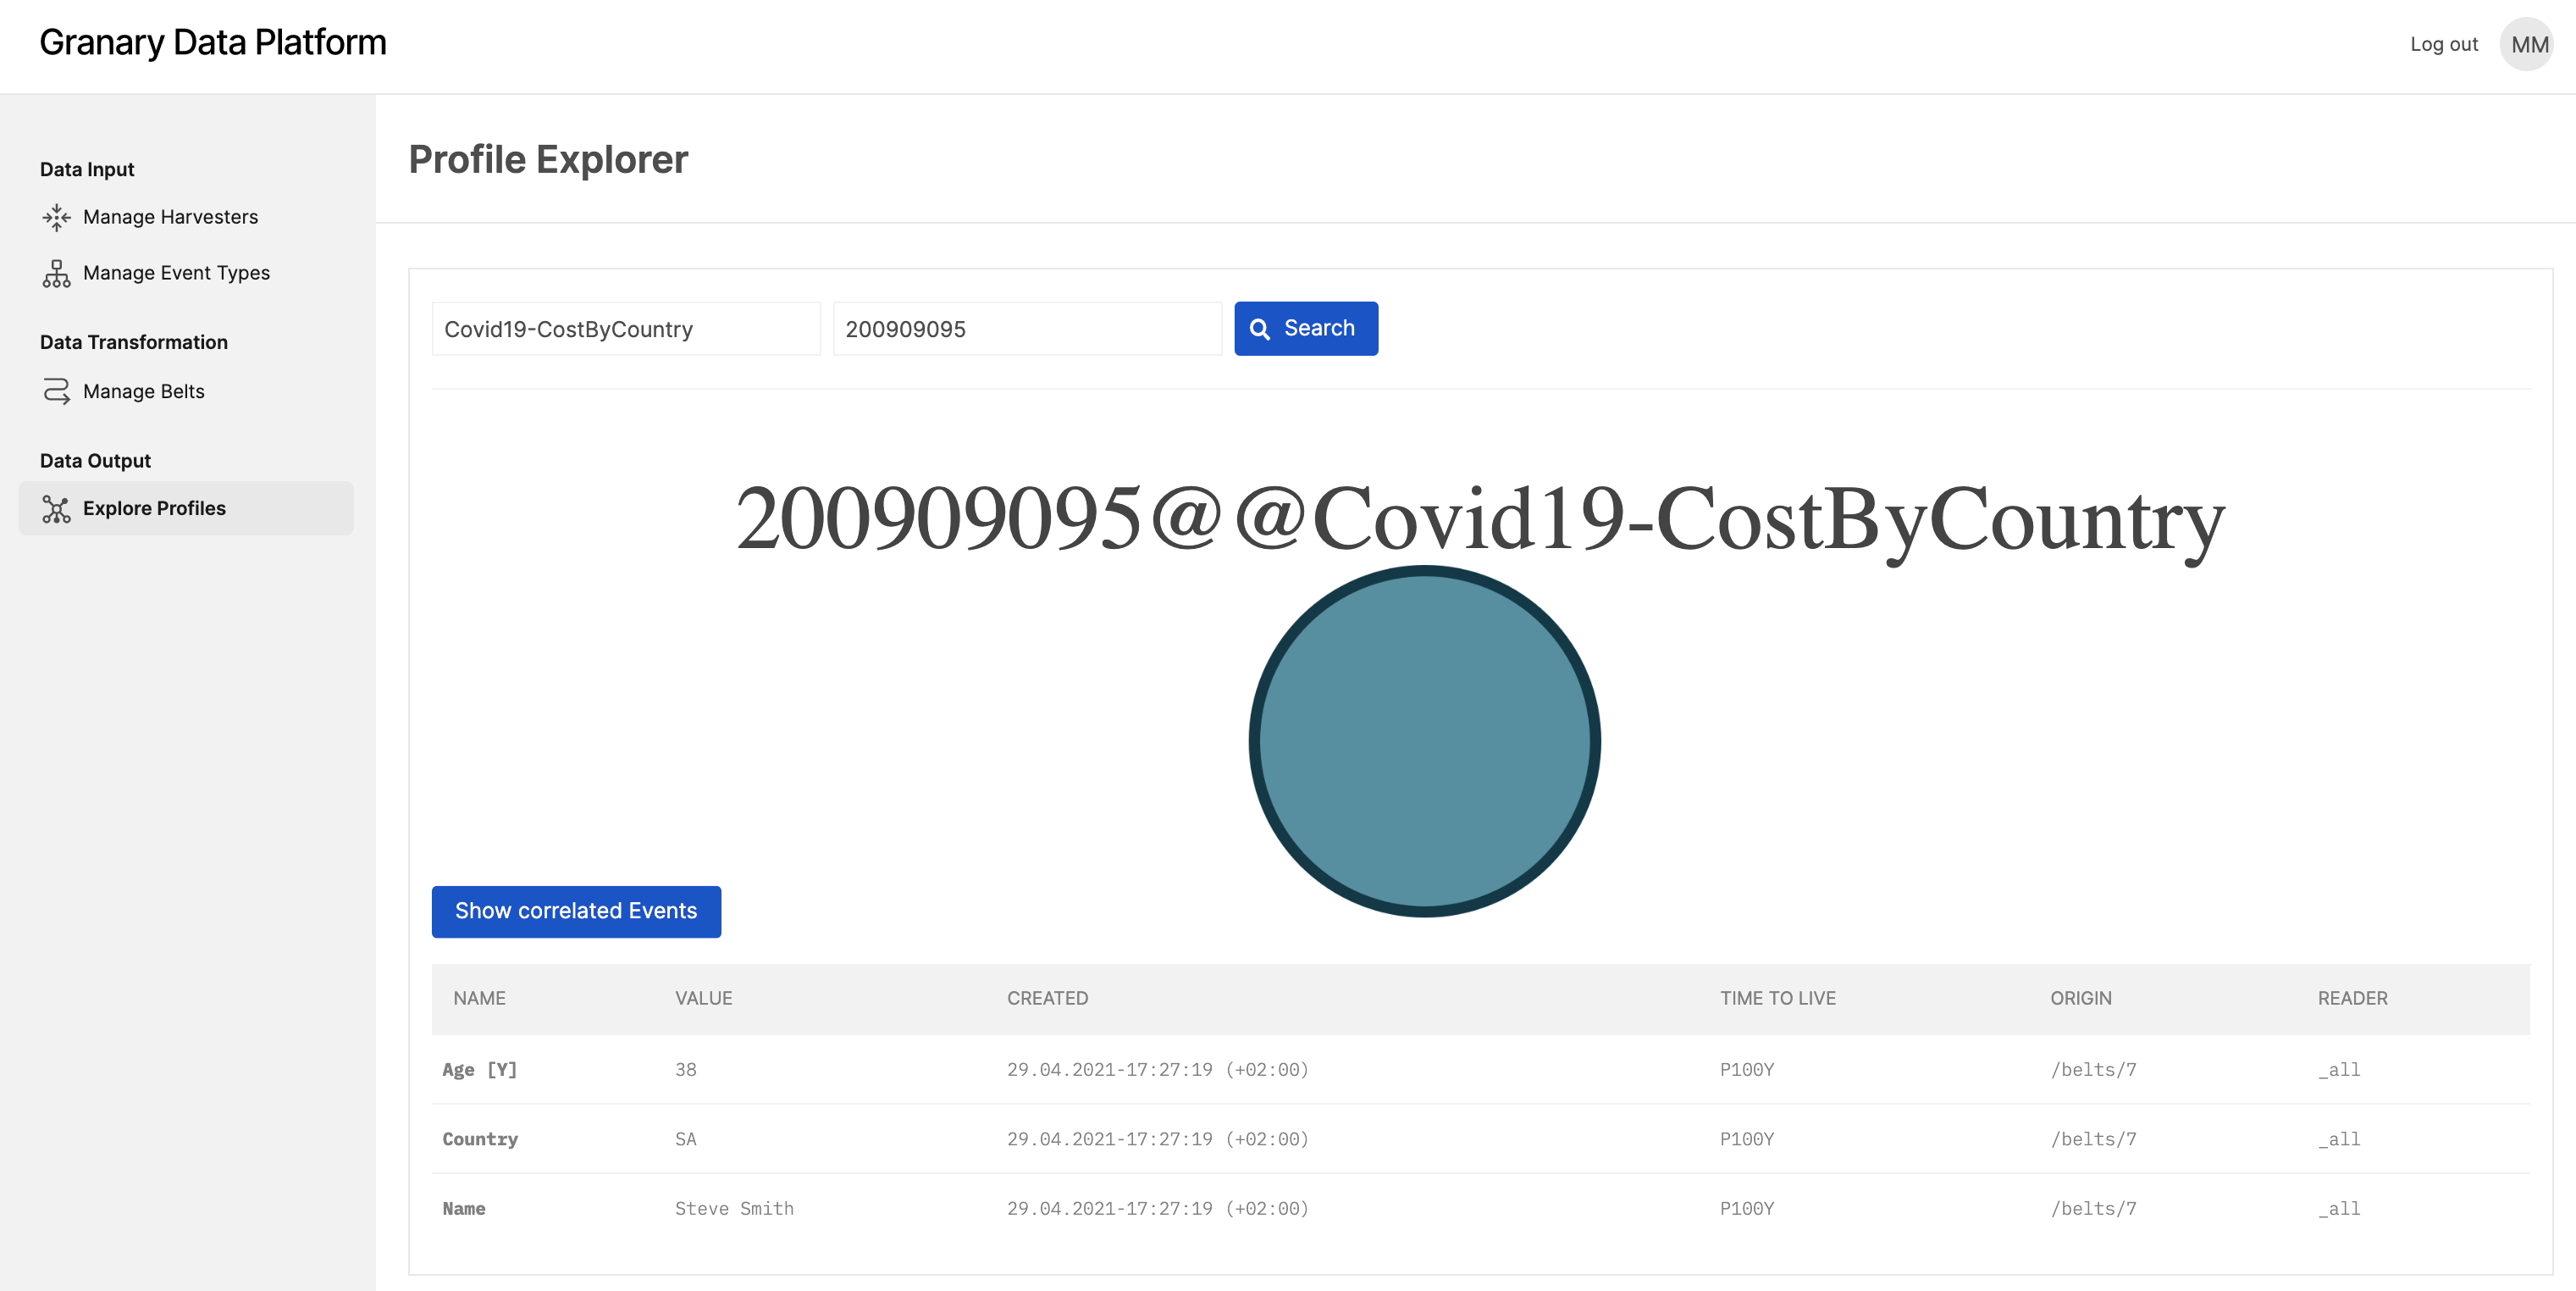 Granary Data Platform
Log out MM
Data Input
Manage Harvesters
Manage Event Types
Data Transformation
Manage Belts
Data Output
Explore Profiles
Profile Explorer
Covid19-CostByCountry 200909095 Search
200909095@@Covid19-CostByCountry
Show correlated Events
NAME VALUE CREATED TIME TO LIVE ORIGIN READER
Age [Y] 38 29.04.2021-17:27:19 (+02:00) P100Y /belts/7 _all
Country SA 29.04.2021-17:27:19 (+02:00) P100Y /belts/7 _all
Name Steve Smith 29.04.2021-17:27:19 (+02:00) P100Y /belts/7 _all